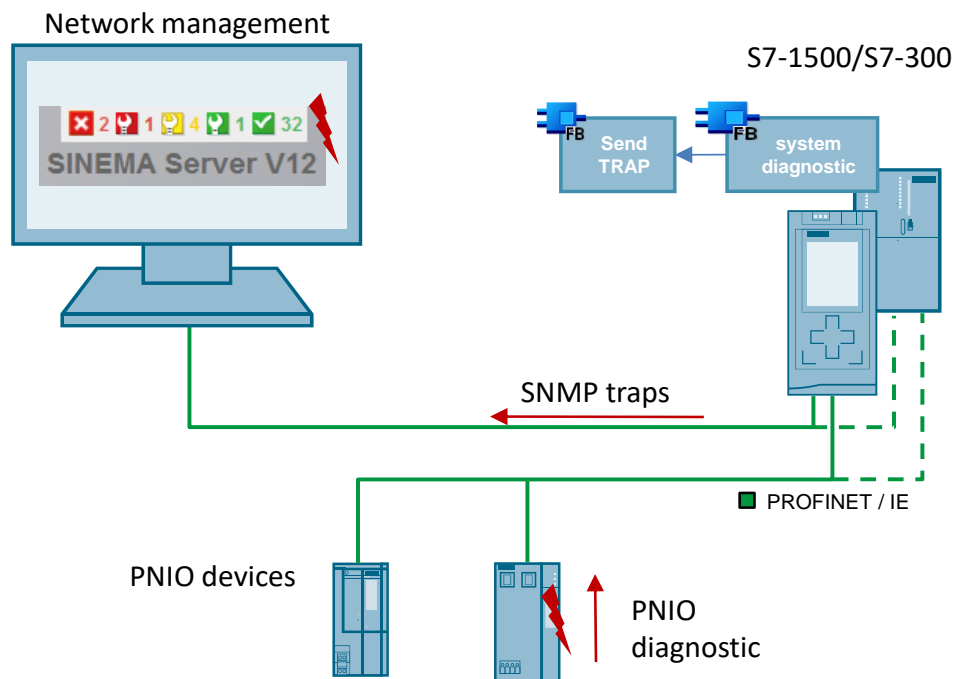 Network management
S7-1500/S7-300
2 1 4 1 32
SINEMA Server V12
FB
Send
TRAP
FB
system
diagnostic
SNMP traps
PROFINET / IE
PNIO devices
PNIO
diagnostic